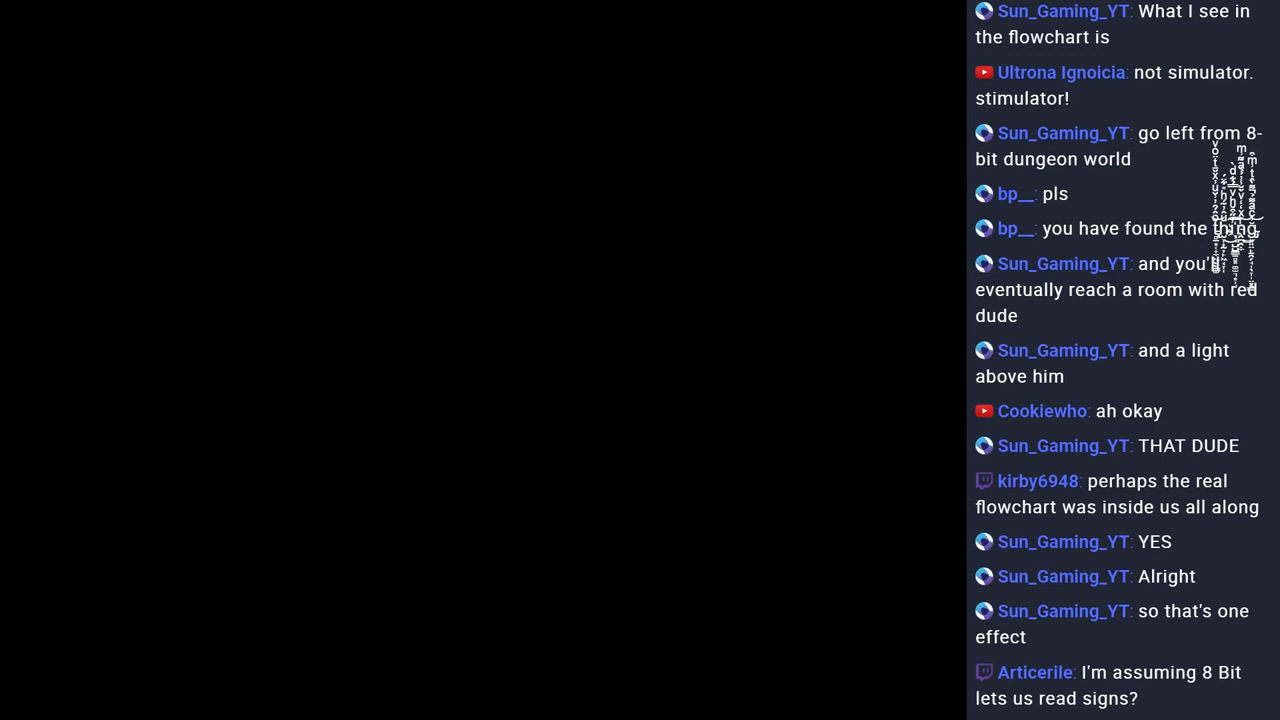 Sun_Gaming_YT: What I see in
the flowchart is
Ultrona Ignoicia: not simulator.
stimulator!
Sun_Gaming_YT: go left from 8-
bit dungeon world
bp__: pls
bp__: you have found the thing
Sun_Gaming_YT: and you'll
eventually reach a room with red
dude
Sun_Gaming_YT: and a light
above him
Cookiewho: ah okay
Sun_Gaming_YT: THAT DUDE
kirby6948: perhaps the real
flowchart was inside us all along
Sun_Gaming_YT: YES
Sun_Gaming_YT: Alright
Sun_Gaming_YT: so that's one
effect
Articerile: I'm assuming 8 Bit
lets us read signs?